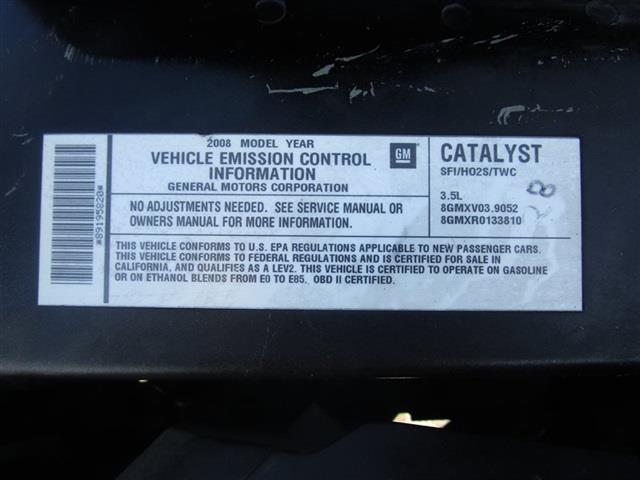 *89195820*
2008 MODEL YEAR
VEHICLE EMISSION CONTROL
INFORMATION
GENERAL MOTORS CORPORATION
GM
CATALYST
SFI/HO2S/TWC
NO ADJUSTMENTS NEEDED. SEE SERVICE MANUAL OR
OWNERS MANUAL FOR MORE INFORMATION.
3.5L
8GMXV03.9052
8GMXR0133810
THIS VEHICLE CONFORMS TO U.S. EPA REGULATIONS APPLICABLE TO NEW PASSENGER CARS.
THIS VEHICLE CONFORMS TO FEDERAL REGULATIONS AND IS CERTIFIED FOR SALE IN
CALIFORNIA, AND QUALIFIES AS A LEV2. THIS VEHICLE IS CERTIFIED TO OPERATE ON GASOLINE
OR ON ETHANOL BLENDS FROM E0 TO E85. OBD II CERTIFIED.